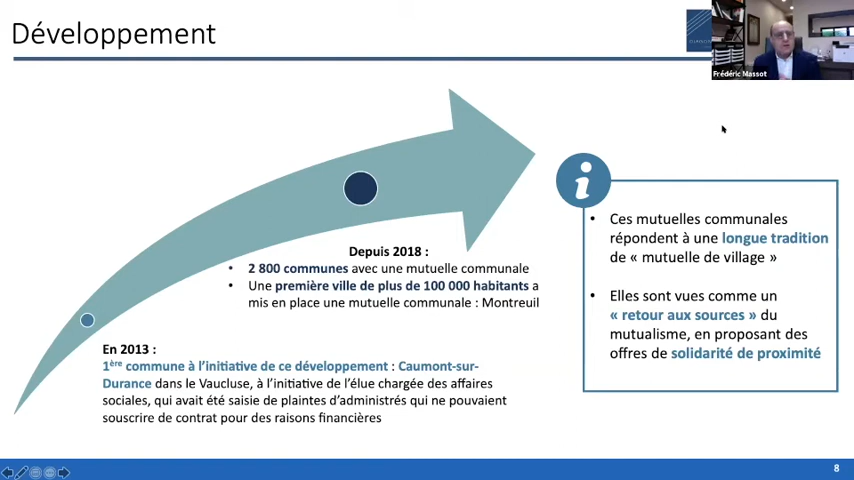 Développement
Frédéric Massot
Depuis 2018 :
• 2 800 communes avec une mutuelle communale
• Une première ville de plus de 100 000 habitants a
mis en place une mutuelle communale : Montreuil
En 2013 :
1ère commune à l'initiative de ce développement : Caumont-sur-
Durance dans le Vaucluse, à l'initiative de l'élue chargée des affaires
sociales, qui avait été saisie de plaintes d'administrés qui ne pouvaient
souscrire de contrat pour des raisons financières
i
• Ces mutuelles communales
répondent à une longue tradition
de « mutuelle de village »
• Elles sont vues comme un
« retour aux sources » du
mutualisme, en proposant des
offres de solidarité de proximité
8